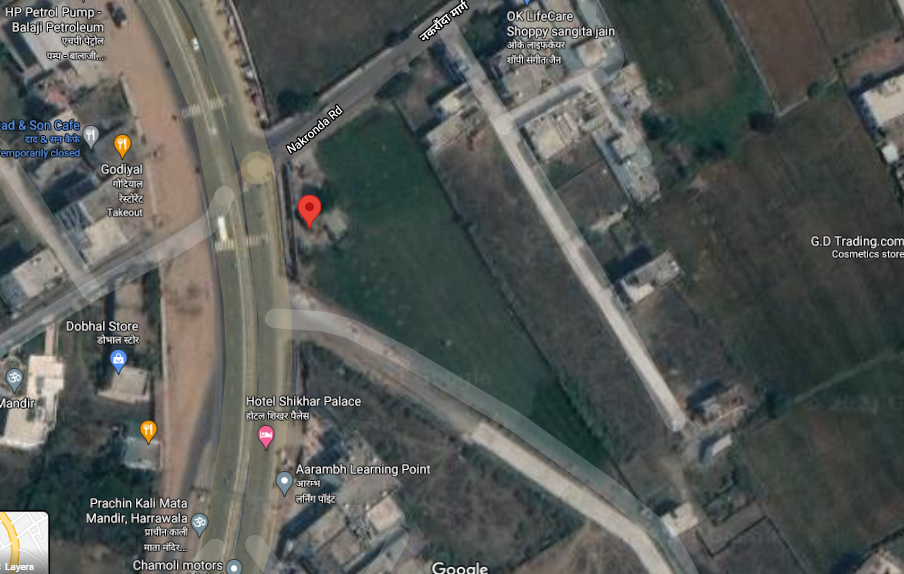 HP Petrol Pump -
Balaji Petroleum
एचपी पेट्रोल
पम्प - बालाजी...
नकरौंदा मार्ग
OK LifeCare
Shoppy sangita jain
ओके लाइफकेयर
शॉपी संगीत जैन
Nakronda Rd
ad & Son Cafe
दाद & सन कैफे
emporarily closed
Godiyal
गोदियाल
रेस्टोरेंट
Takeout
G.D Trading.com
Cosmetics store
Dobhal Store
डोभाल स्टोर
Mandir
Hotel Shikhar Palace
होटल शिखर पैलेस
Aarambh Learning Point
आरम्भ
लर्निंग पॉइंट
Prachin Kali Mata
Mandir, Harrawala
प्राचीन काली
माता मंदिर...
Chamoli motors
Layers
Google